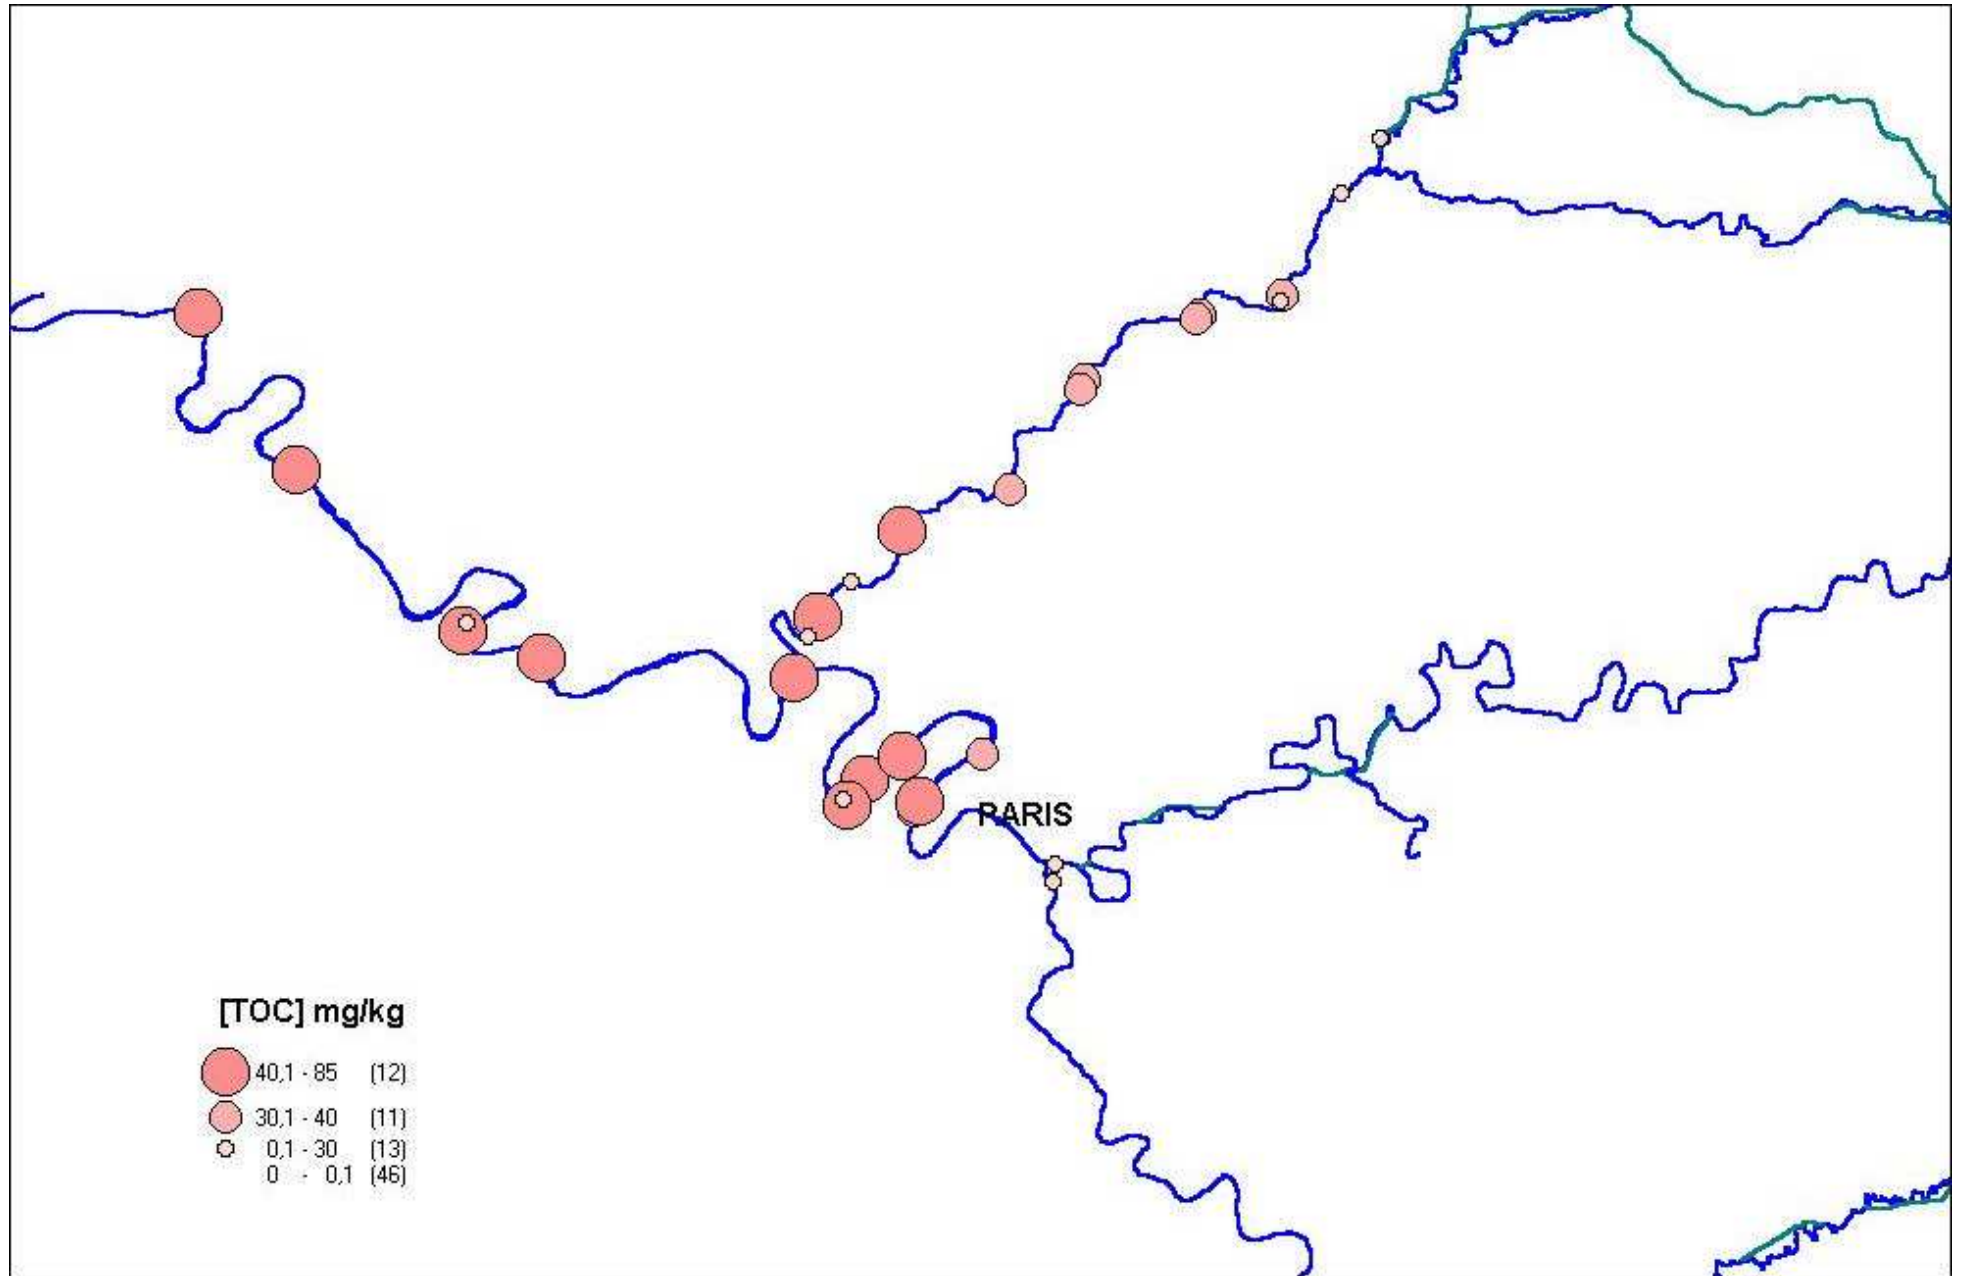 PARIS
[TOC] mg/kg
40,1 - 85 (12)
30,1 - 40 (11)
0,1 - 30 (13)
0 - 0,1 (46)